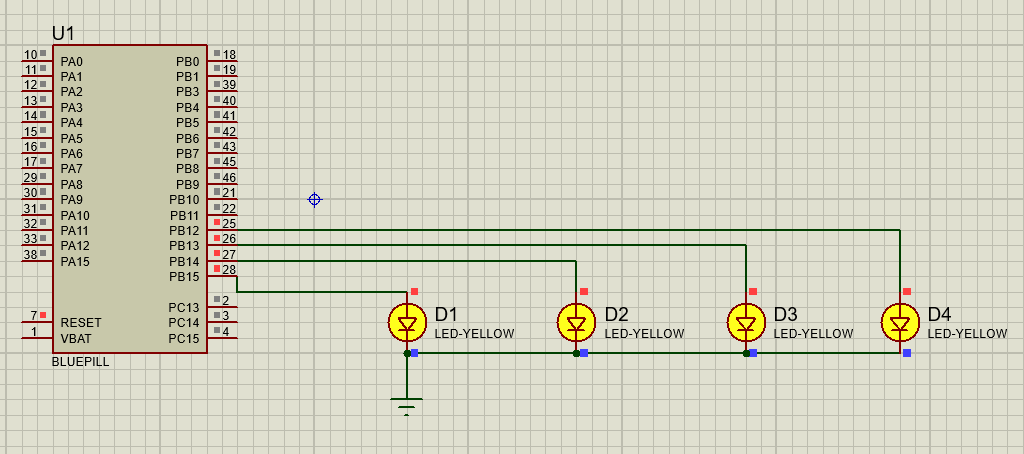 U1
10 PA0 PB0 18
11 PA1 PB1 19
12 PA2 PB3 39
13 PA3 PB4 40
14 PA4 PB5 41
15 PA5 PB6 42
16 PA6 PB7 43
17 PA7 PB8 45
29 PA8 PB9 46
30 PA9 PB10 21
31 PA10 PB11 22
32 PA11 PB12 25
33 PA12 PB13 26
38 PA15 PB14 27
PB15 28
PC13 2
7 RESET PC14 3
1 VBAT PC15 4
BLUEPILL
D1
LED-YELLOW
D2
LED-YELLOW
D3
LED-YELLOW
D4
LED-YELLOW